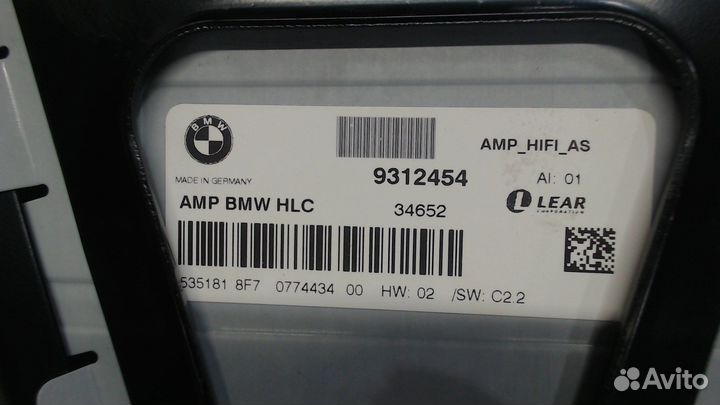 BMW
AMP_HIFI_AS
MADE IN GERMANY
9312454
AI: 01
AMP BMW HLC
34652
LEAR
CORPORATION
535181 8F7 0774434 00 HW: 02 /SW: C2.2
Avito